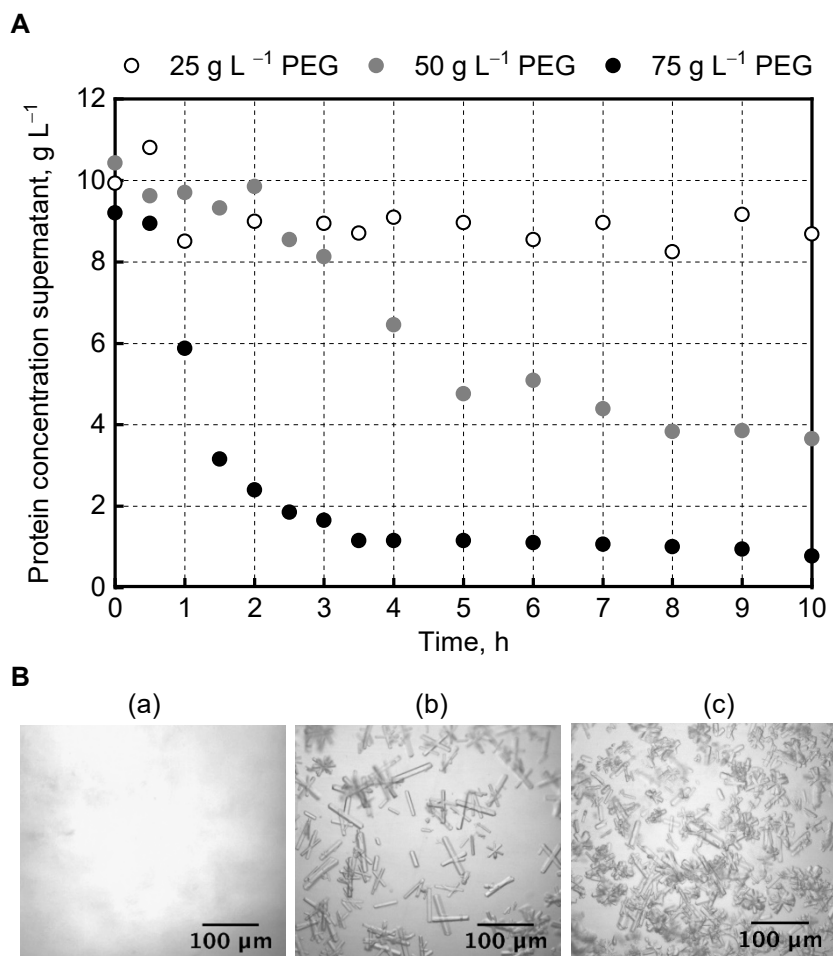 A
25 g L⁻¹ PEG 50 g L⁻¹ PEG 75 g L⁻¹ PEG
12
10
8
6
4
2
0
Protein concentration supernatant, g L⁻¹
0 1 2 3 4 5 6 7 8 9 10
Time, h
B
(a) (b) (c)
100 µm 100 µm 100 µm